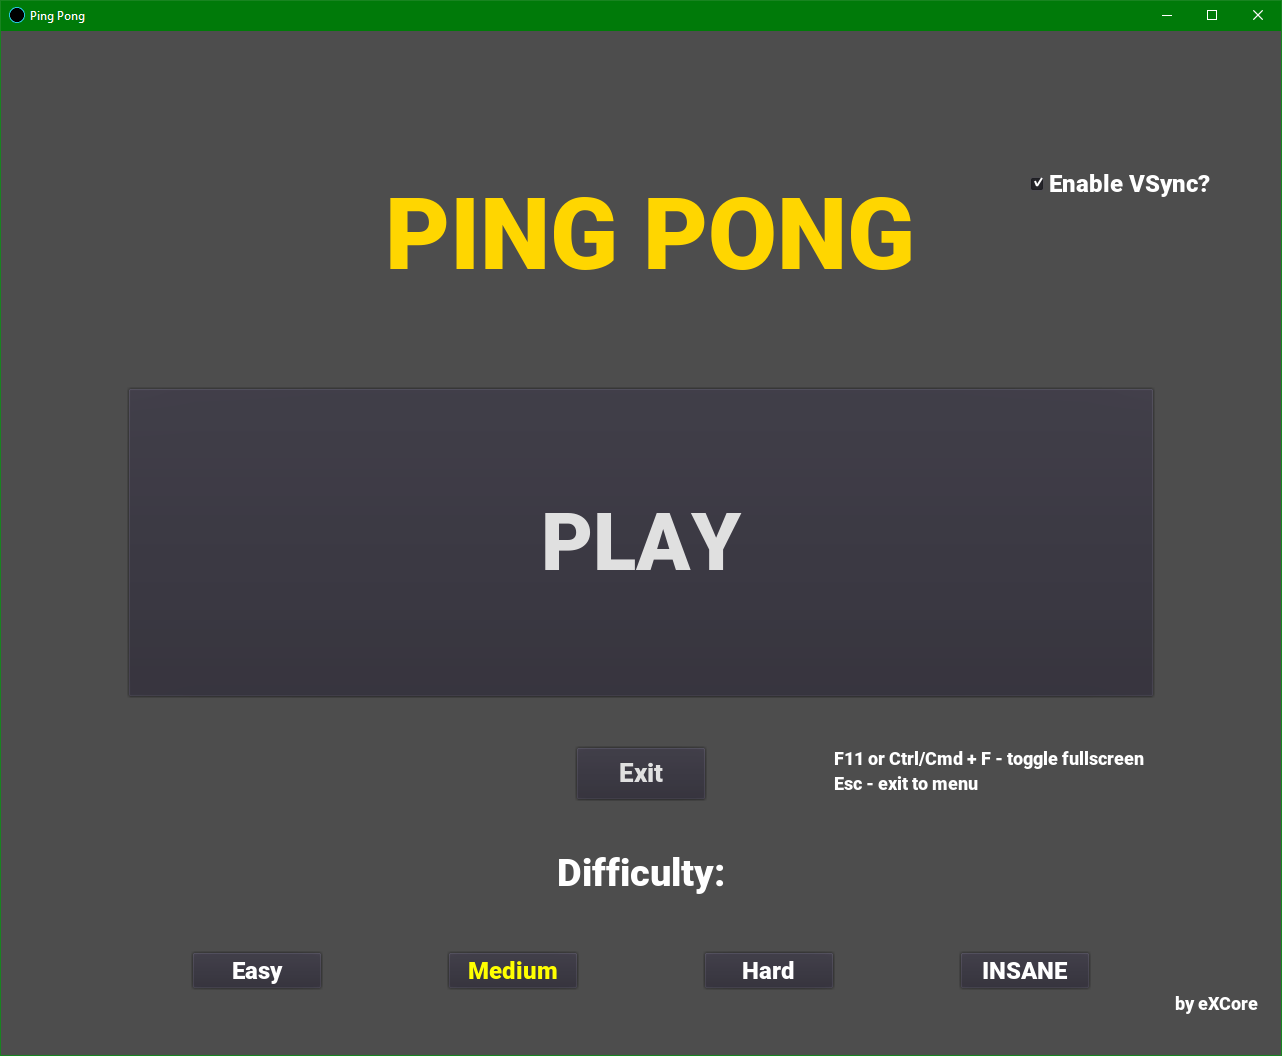 Ping Pong
Enable VSync?
PING PONG
PLAY
Exit
F11 or Ctrl/Cmd + F - toggle fullscreen
Esc - exit to menu
Difficulty:
Easy
Medium
Hard
INSANE
by eXCore